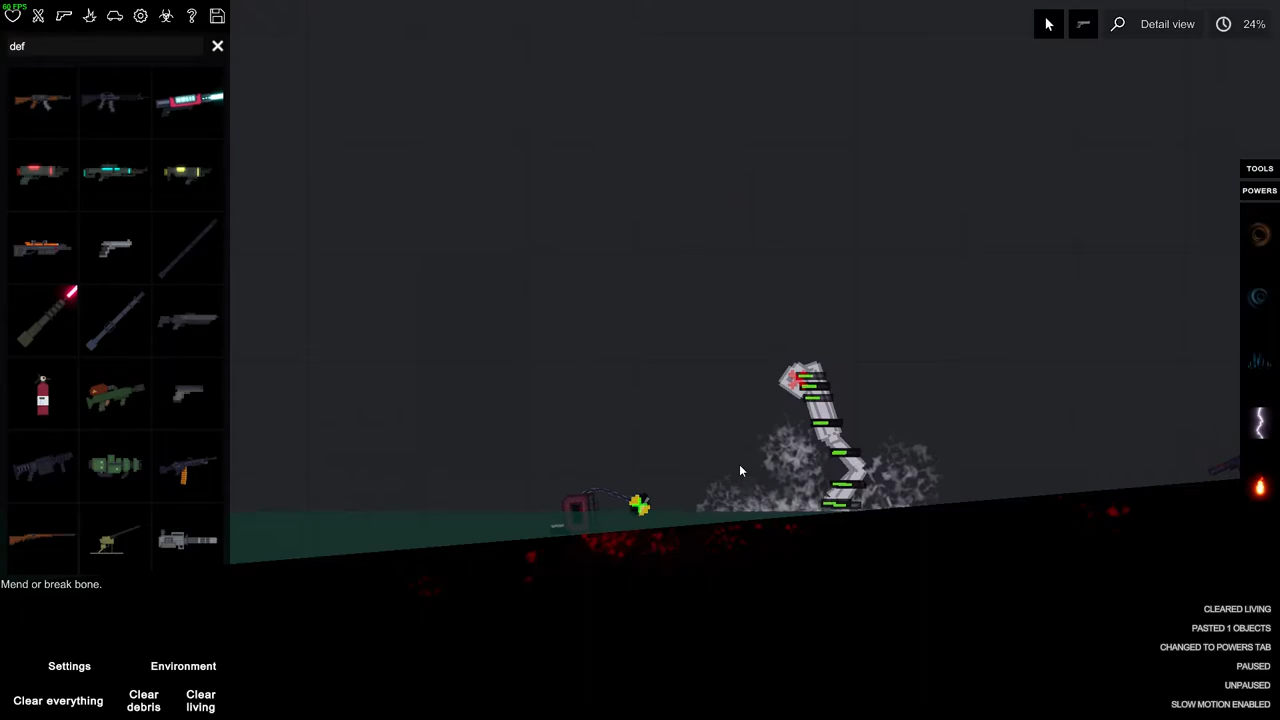 60 FPS
def
Detail view
24%
TOOLS
POWERS
Mend or break bone.
CLEARED LIVING
PASTED 1 OBJECTS
CHANGED TO POWERS TAB
PAUSED
UNPAUSED
SLOW MOTION ENABLED
Settings
Environment
Clear everything
Clear
debris
Clear
living